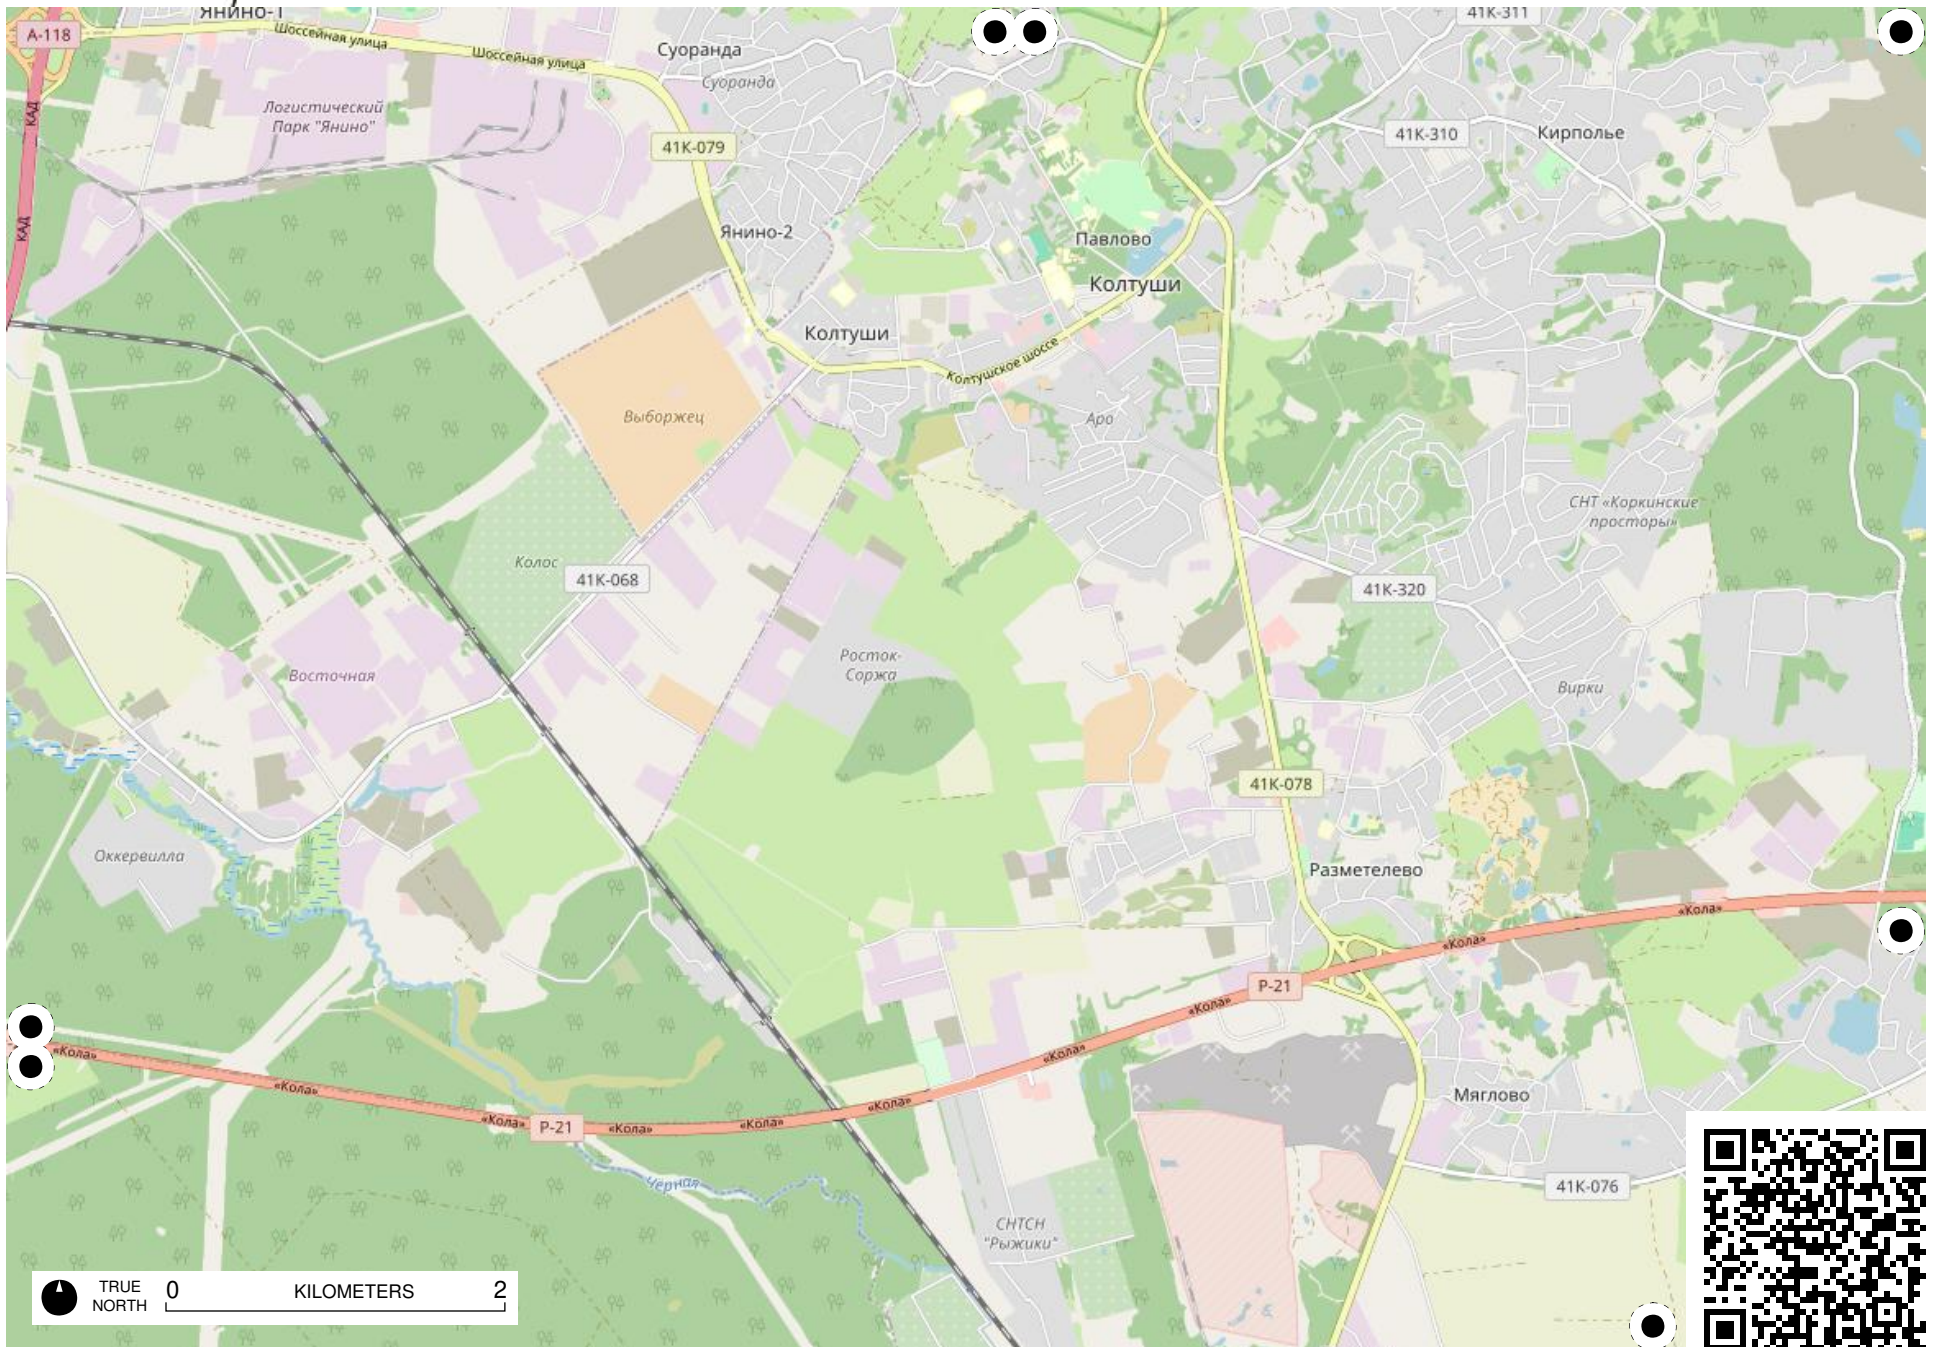 Янино-1
41К-311
А-118
Шоссейная улица
Шоссейная улица
Суоранда
Суоранда
КАД
Логистический
Парк "Янино"
41К-079
41К-310
Кирполье
КАД
Янино-2
Павлово
Колтуши
Колтуши
Колтушское шоссе
Выборжец
Аро
СНТ «Коркинские
просторы»
Колос
41К-068
41К-320
Росток-
Соржа
Восточная
Вирки
41К-078
Оккервилла
Разметелево
«Кола»
«Кола»
Р-21
«Кола»
«Кола»
«Кола»
«Кола»
«Кола»
Мяглово
«Кола»
Р-21
«Кола»
«Кола»
«Кола»
Чёрная
41К-076
СНТСН
"Рыжики"
TRUE
NORTH
0
KILOMETERS
2